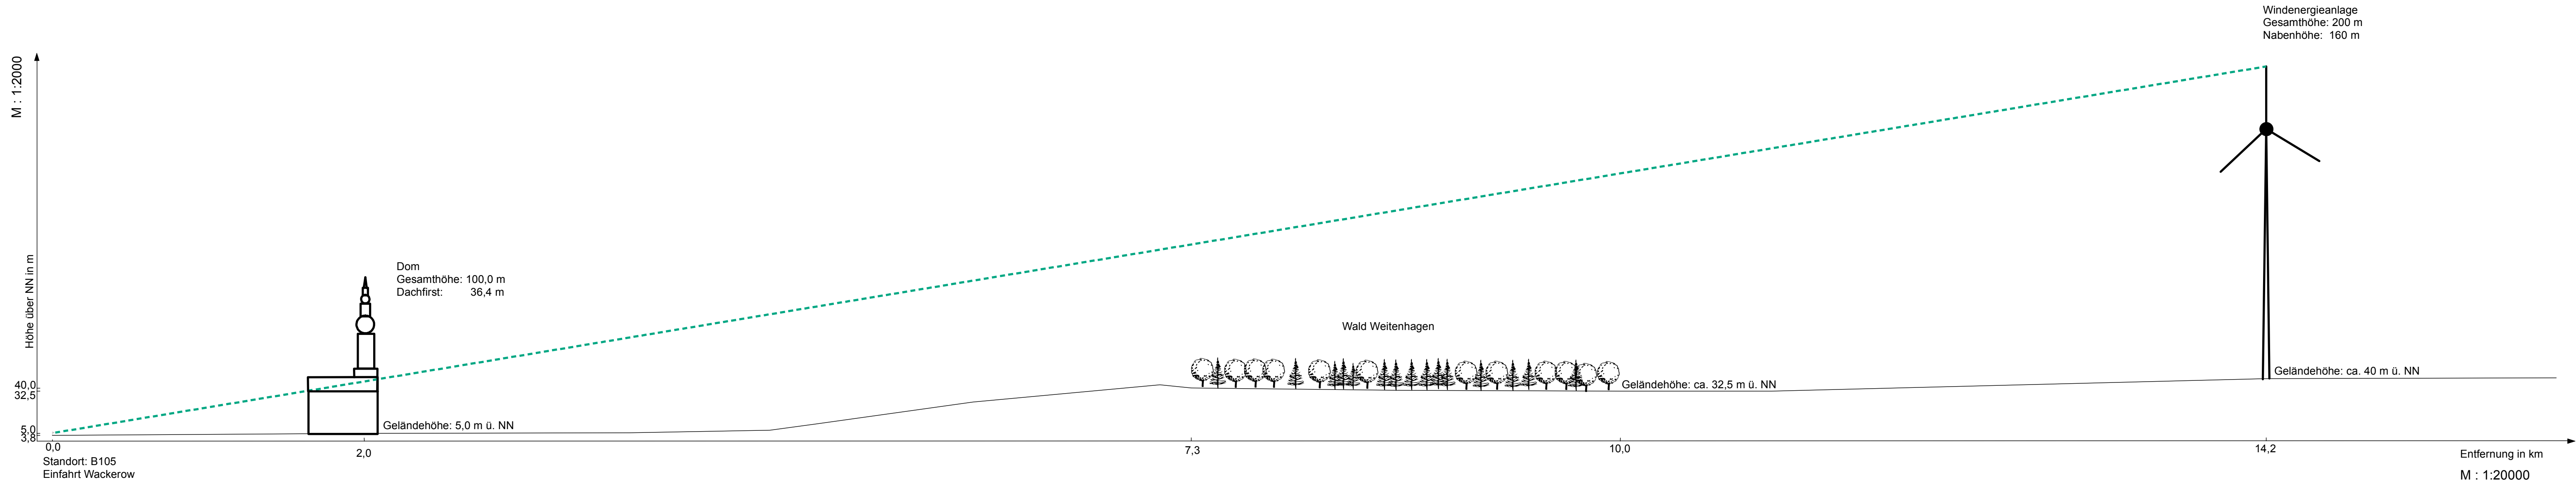 Windenergieanlage
Gesamthöhe: 200 m
Nabenhöhe:  160 m
M : 1:2000
Höhe über NN in m
Dom
Gesamthöhe: 100,0 m
Dachfirst:         36,4 m
Wald Weitenhagen
40,0
32,5
5,0
3,8
Geländehöhe: 5,0 m ü. NN
Geländehöhe: ca. 32,5 m ü. NN
Geländehöhe: ca. 40 m ü. NN
0,0
2,0
7,3
10,0
14,2
Standort: B105
Einfahrt Wackerow
Entfernung in km
M : 1:20000